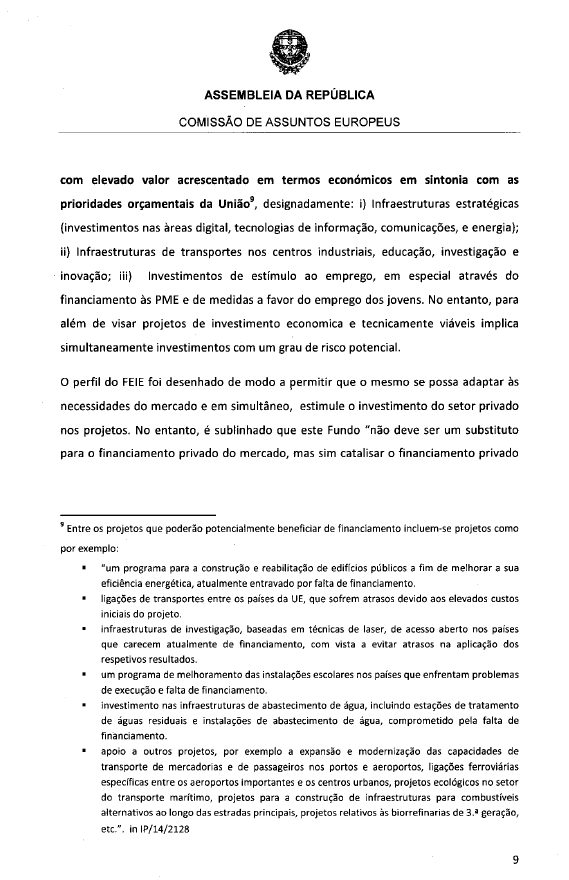 ASSEMBLEIA DA REPÚBLICA
COMISSÃO DE ASSUNTOS EUROPEUS
com elevado valor acrescentado em termos económicos em sintonia com as
prioridades orçamentais da União⁹, designadamente: i) Infraestruturas estratégicas
(investimentos nas àreas digital, tecnologias de informação, comunicações, e energia);
ii) Infraestruturas de transportes nos centros industriais, educação, investigação e
inovação; iii) Investimentos de estímulo ao emprego, em especial através do
financiamento às PME e de medidas a favor do emprego dos jovens. No entanto, para
além de visar projetos de investimento economica e tecnicamente viáveis implica
simultaneamente investimentos com um grau de risco potencial.
O perfil do FEIE foi desenhado de modo a permitir que o mesmo se possa adaptar às
necessidades do mercado e em simultâneo, estimule o investimento do setor privado
nos projetos. No entanto, é sublinhado que este Fundo "não deve ser um substituto
para o financiamento privado do mercado, mas sim catalisar o financiamento privado
⁹ Entre os projetos que poderão potencialmente beneficiar de financiamento incluem-se projetos como
por exemplo:
▪ "um programa para a construção e reabilitação de edifícios públicos a fim de melhorar a sua
eficiência energética, atualmente entravado por falta de financiamento.
▪ ligações de transportes entre os países da UE, que sofrem atrasos devido aos elevados custos
iniciais do projeto.
▪ infraestruturas de investigação, baseadas em técnicas de laser, de acesso aberto nos países
que carecem atualmente de financiamento, com vista a evitar atrasos na aplicação dos
respetivos resultados.
▪ um programa de melhoramento das instalações escolares nos países que enfrentam problemas
de execução e falta de financiamento.
▪ investimento nas infraestruturas de abastecimento de água, incluindo estações de tratamento
de águas residuais e instalações de abastecimento de água, comprometido pela falta de
financiamento.
▪ apoio a outros projetos, por exemplo a expansão e modernização das capacidades de
transporte de mercadorias e de passageiros nos portos e aeroportos, ligações ferroviárias
específicas entre os aeroportos importantes e os centros urbanos, projetos ecológicos no setor
do transporte marítimo, projetos para a construção de infraestruturas para combustíveis
alternativos ao longo das estradas principais, projetos relativos às biorrefinarias de 3.ª geração,
etc.". in IP/14/2128
9